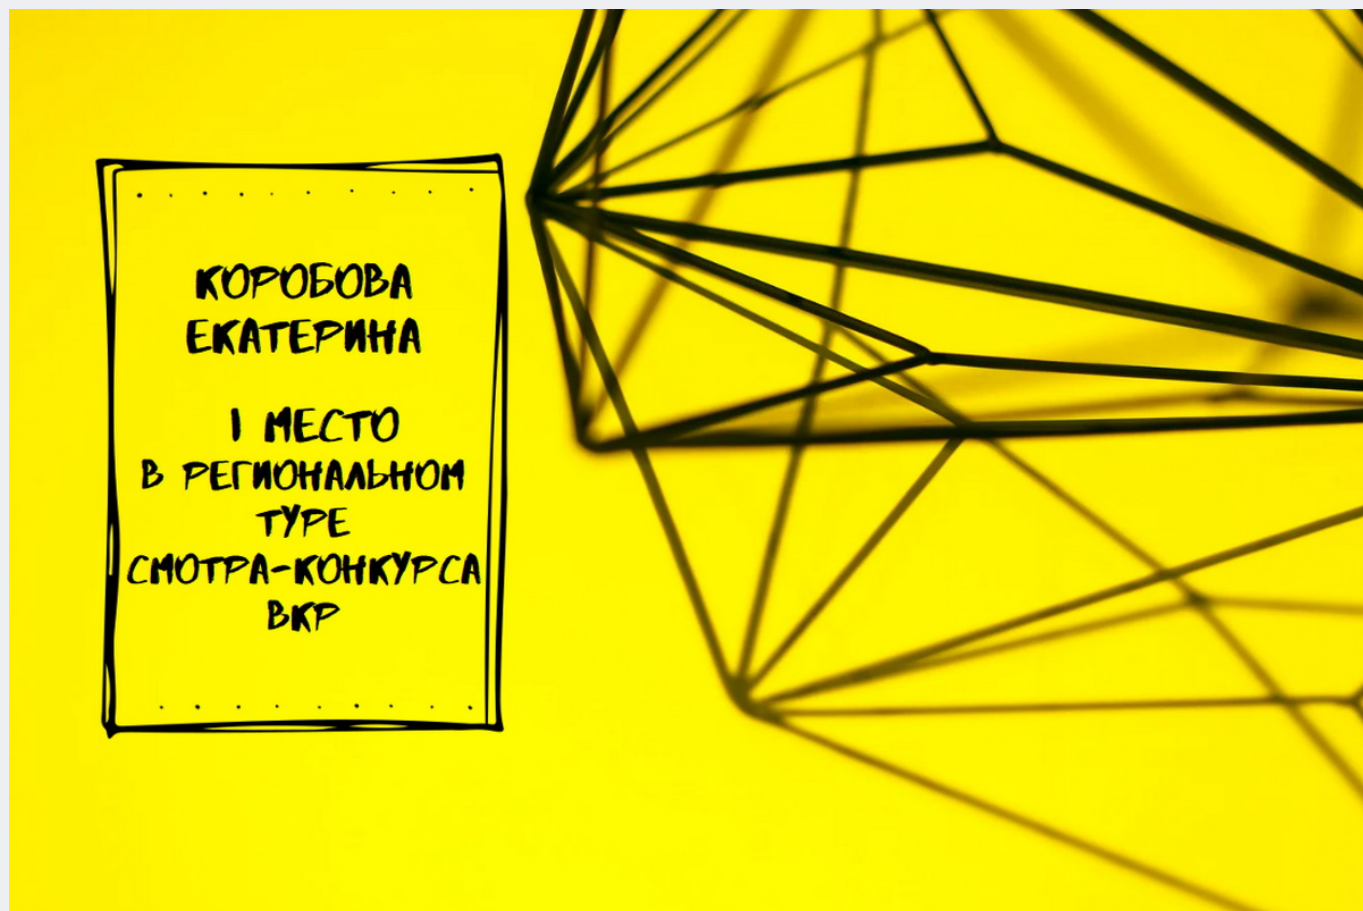 КОРОБОВА
ЕКАТЕРИНА
I МЕСТО
В РЕГИОНАЛЬНОМ
ТУРЕ
СМОТРА-КОНКУРСА
ВКР